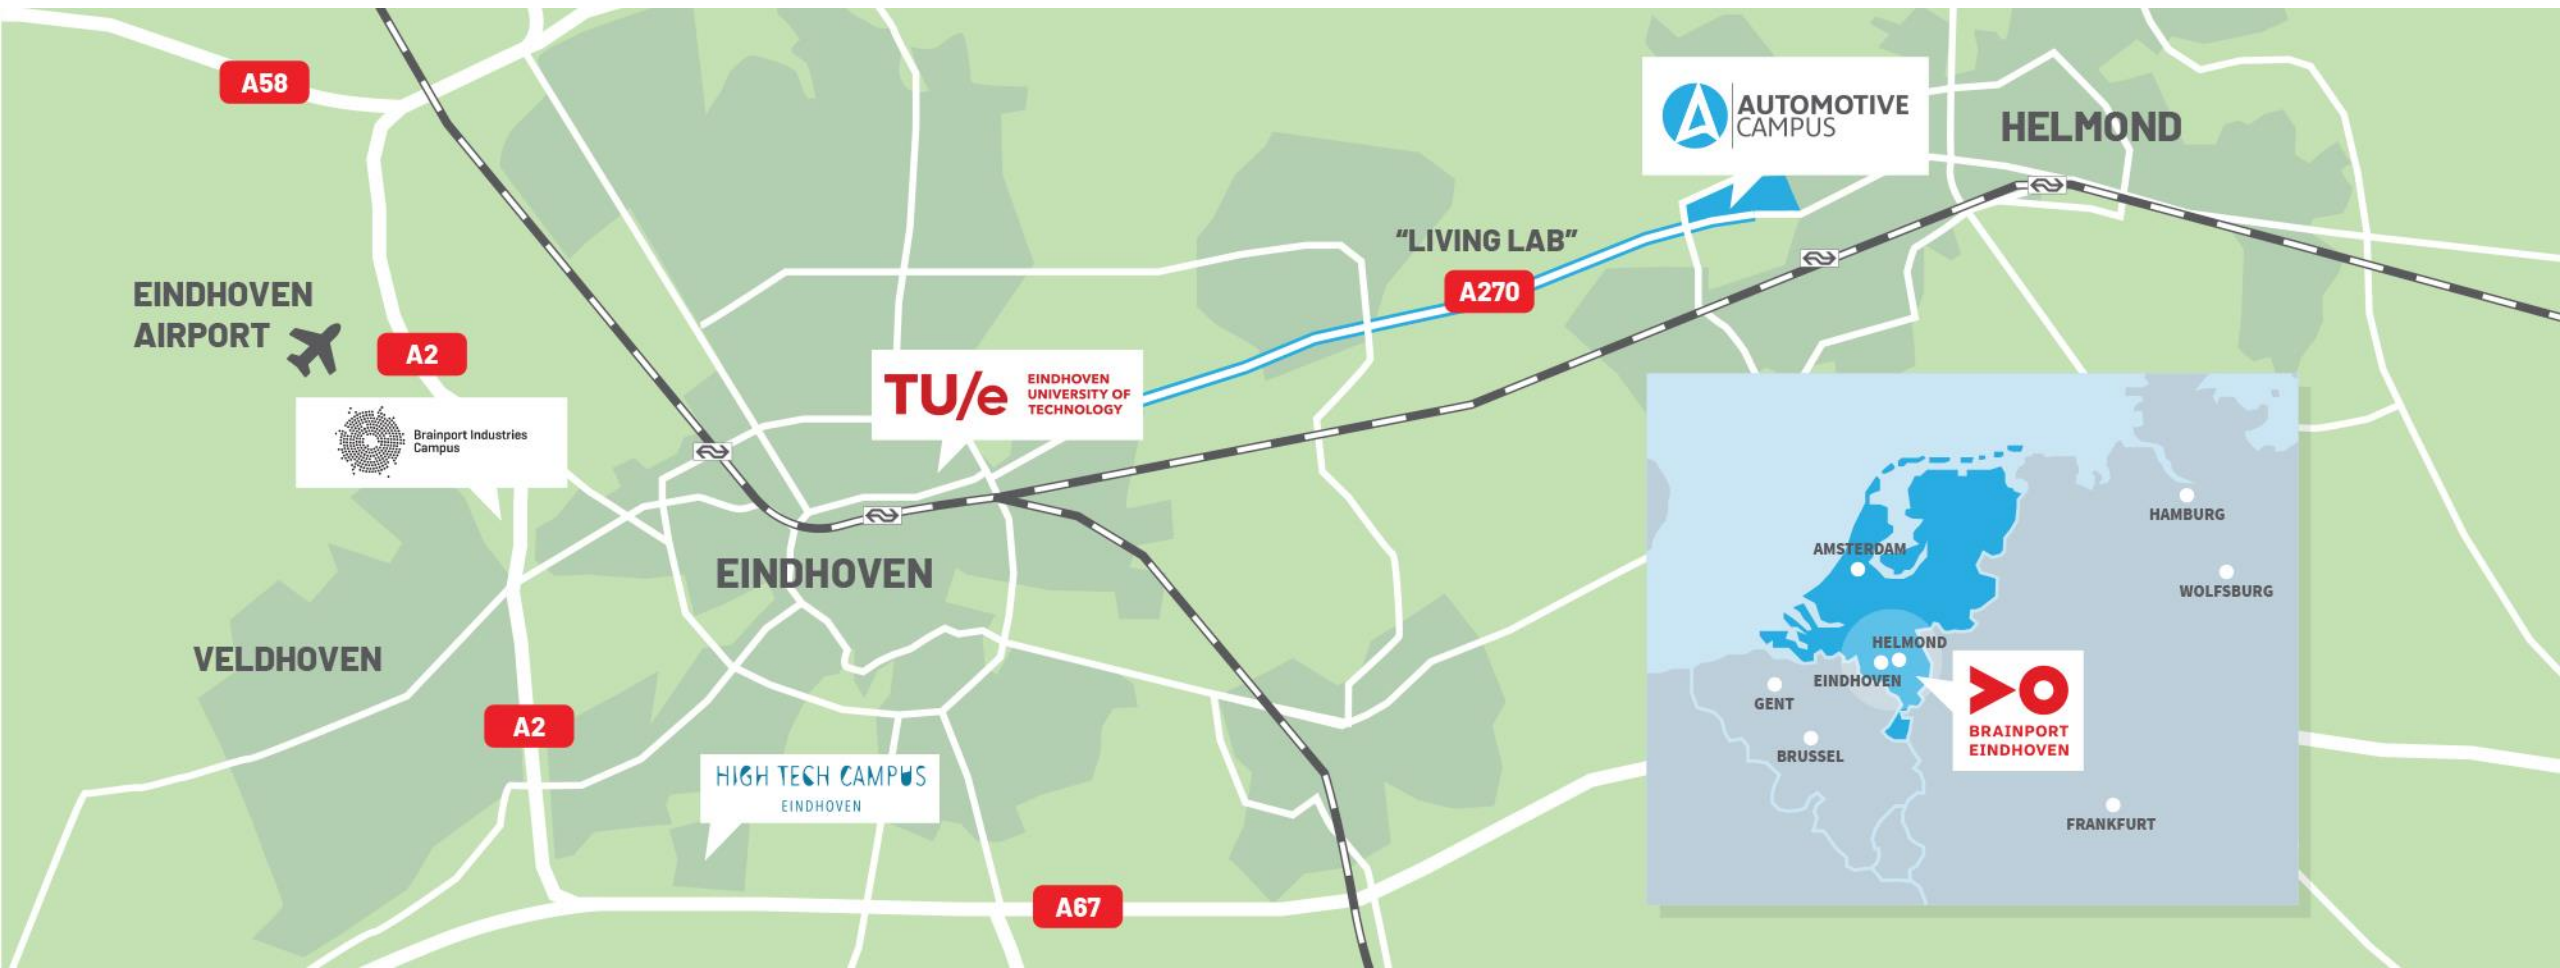 A58
AUTOMOTIVE
CAMPUS
HELMOND
"LIVING LAB"
A270
EINDHOVEN
AIRPORT
A2
TU/e
EINDHOVEN
UNIVERSITY OF
TECHNOLOGY
Brainport Industries
Campus
EINDHOVEN
VELDHOVEN
A2
HIGH TECH CAMPUS
EINDHOVEN
A67
HAMBURG
AMSTERDAM
WOLFSBURG
HELMOND
EINDHOVEN
GENT
BRAINPORT
EINDHOVEN
BRUSSEL
FRANKFURT